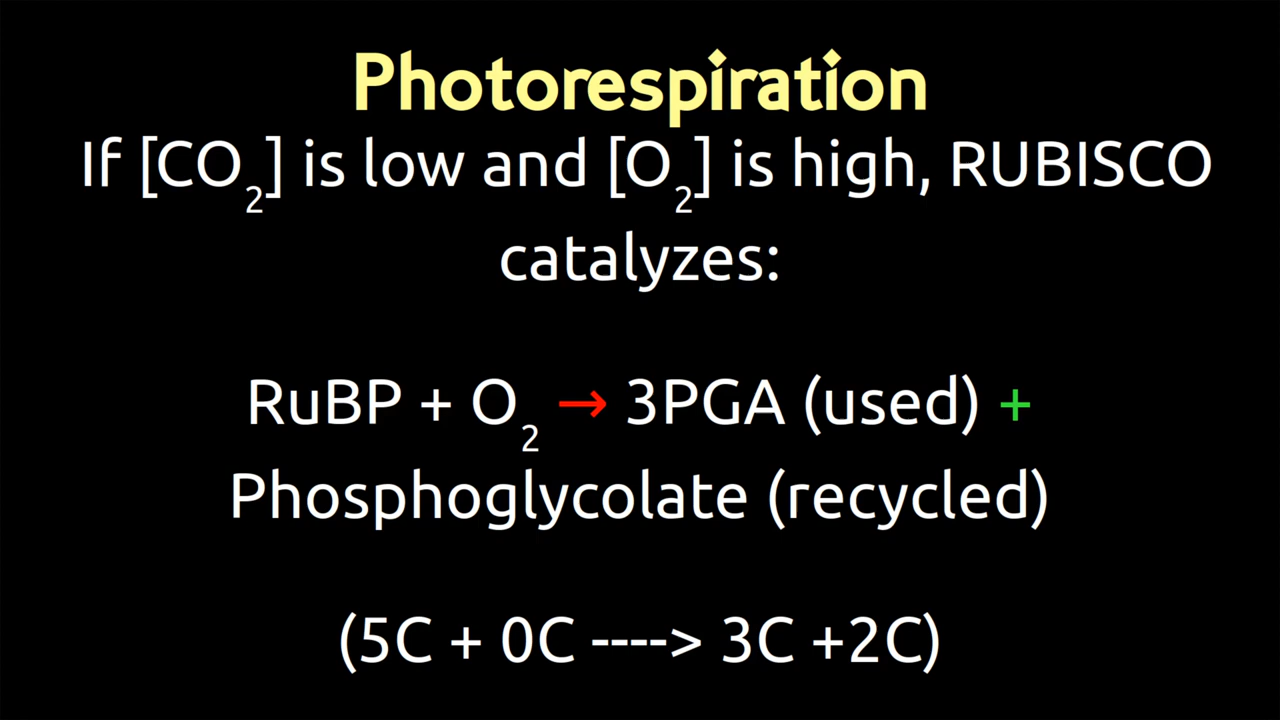 Photorespiration
If [CO₂] is low and [O₂] is high, RUBISCO
catalyzes:
RuBP + O₂ → 3PGA (used) +
Phosphoglycolate (recycled)
(5C + 0C ----> 3C +2C)